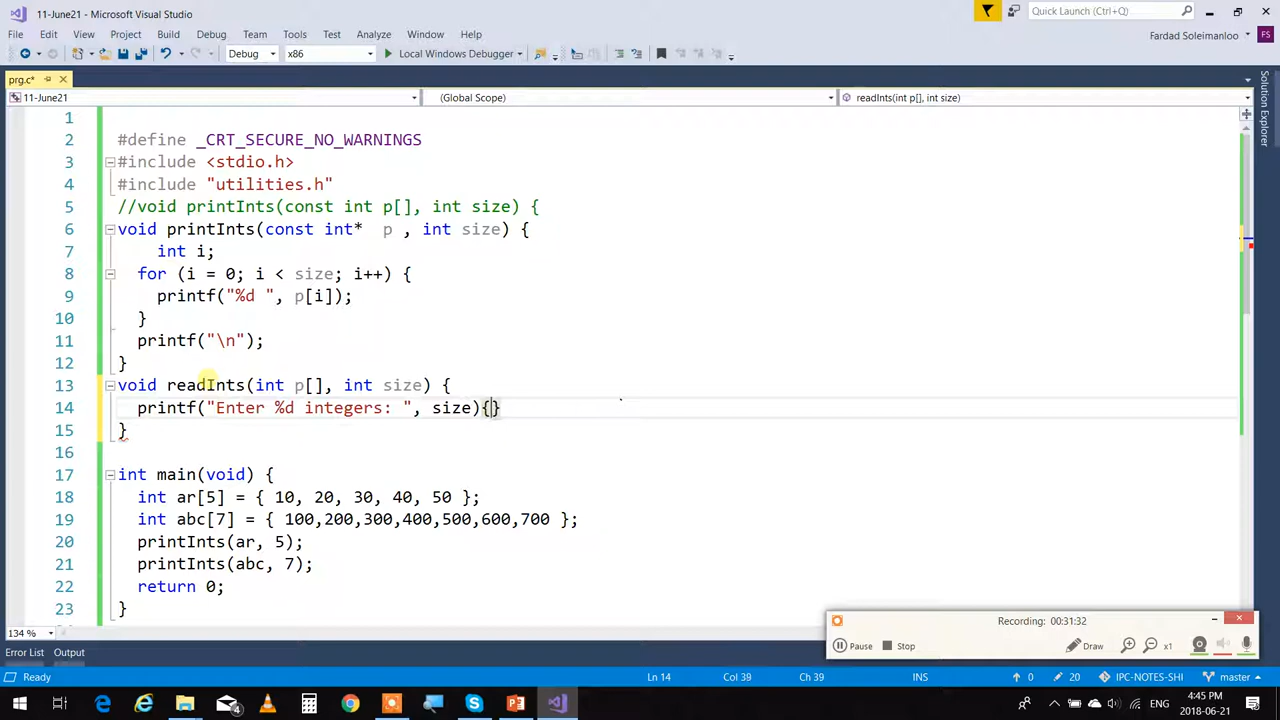 11-June21 - Microsoft Visual Studio
Quick Launch (Ctrl+Q)
File Edit View Project Build Debug Team Tools Test Analyze Window Help
Fardad Soleimanloo FS
Debug x86 Local Windows Debugger
prg.c*
11-June21 (Global Scope) readInts(int p[], int size)
Solution Explorer
1
2 #define _CRT_SECURE_NO_WARNINGS
3 #include <stdio.h>
4 #include "utilities.h"
5 //void printInts(const int p[], int size) {
6 void printInts(const int*  p , int size) {
7 int i;
8 for (i = 0; i < size; i++) {
9 printf("%d ", p[i]);
10 }
11 printf("\n");
12 }
13 void readInts(int p[], int size) {
14 printf("Enter %d integers: ", size){}
15 }
16
17 int main(void) {
18 int ar[5] = { 10, 20, 30, 40, 50 };
19 int abc[7] = { 100,200,300,400,500,600,700 };
20 printInts(ar, 5);
21 printInts(abc, 7);
22 return 0;
23 }
Recording: 00:31:32
Pause Stop Draw x1
134 %
Error List Output
Ready Ln 14 Col 39 Ch 39 INS 0 20 IPC-NOTES-SHI master
4
ENG 4:45 PM
2018-06-21